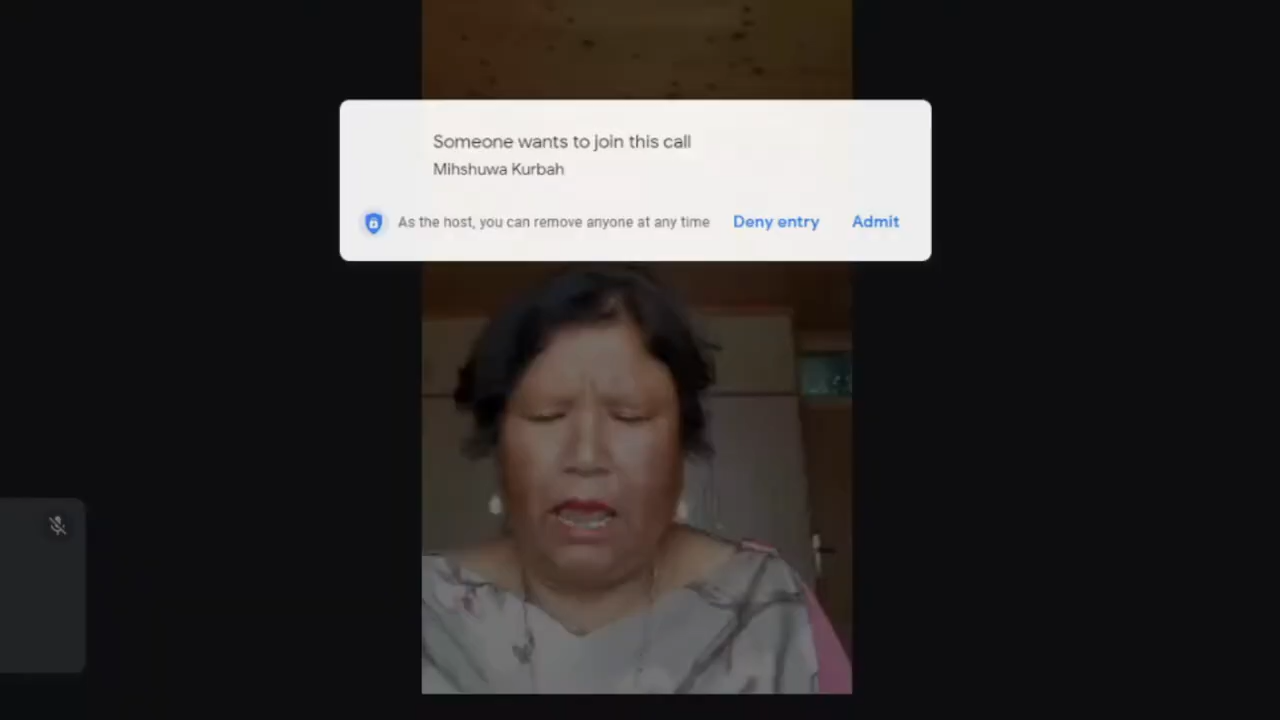 Someone wants to join this call
Mihshuwa Kurbah
As the host, you can remove anyone at any time Deny entry Admit